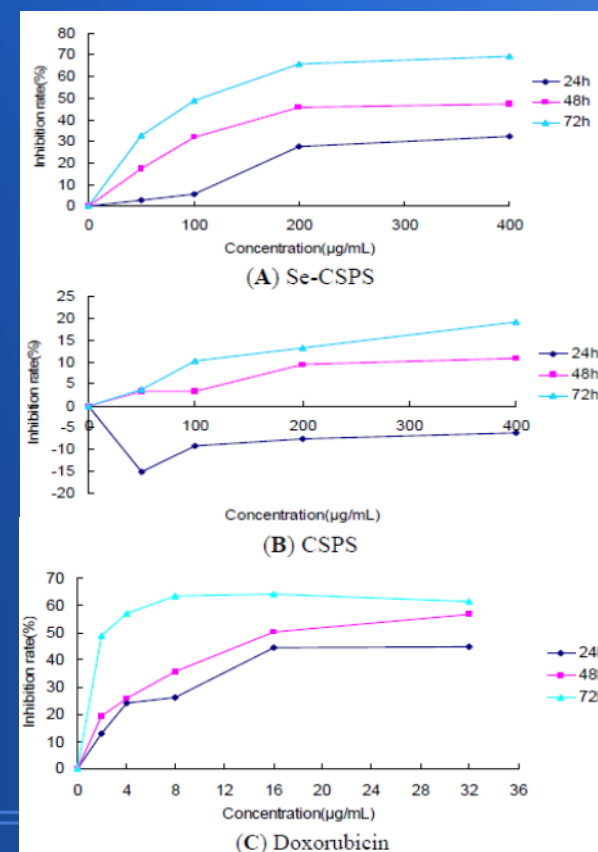 80
70
60
50
40
30
20
10
0
Inhibition rate(%)
0 100 200 300 400
Concentration(µg/mL)
24h
48h
72h
(A) Se-CSPS
25
20
15
10
5
0
-5
-10
-15
-20
Inhibition rate(%)
0 100 200 300 400
Concentration(µg/mL)
24h
48h
72h
(B) CSPS
70
60
50
40
30
20
10
0
Inhibition rate(%)
0 4 8 12 16 20 24 28 32 36
Concentration(µg/mL)
24
48
72
(C) Doxorubicin